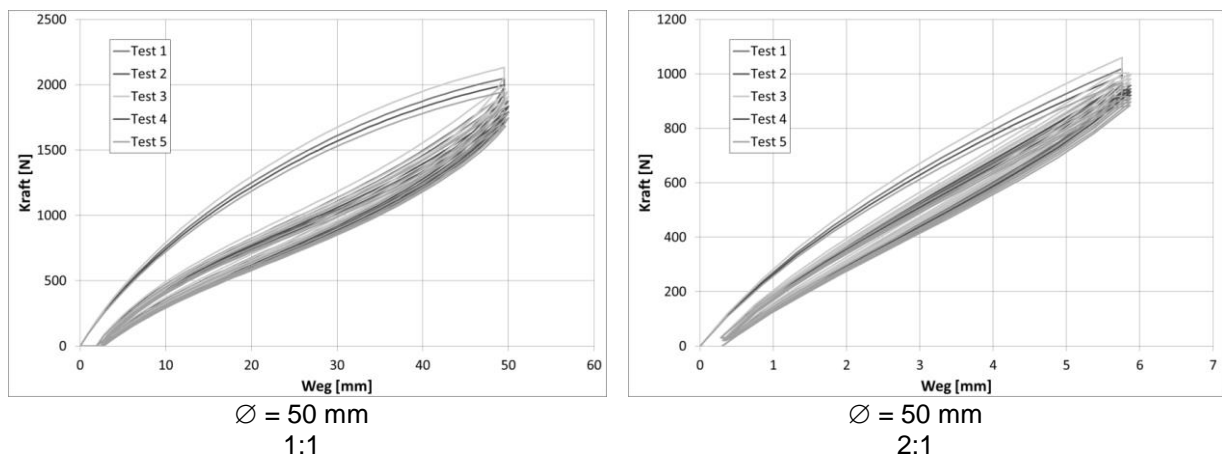 2500
2000
1500
1000
500
0
Kraft [N]
Test 1
Test 2
Test 3
Test 4
Test 5
0 10 20 30 40 50 60
Weg [mm]
∅ = 50 mm
1:1
1200
1000
800
600
400
200
0
Kraft [N]
Test 1
Test 2
Test 3
Test 4
Test 5
0 1 2 3 4 5 6 7
Weg [mm]
∅ = 50 mm
2:1